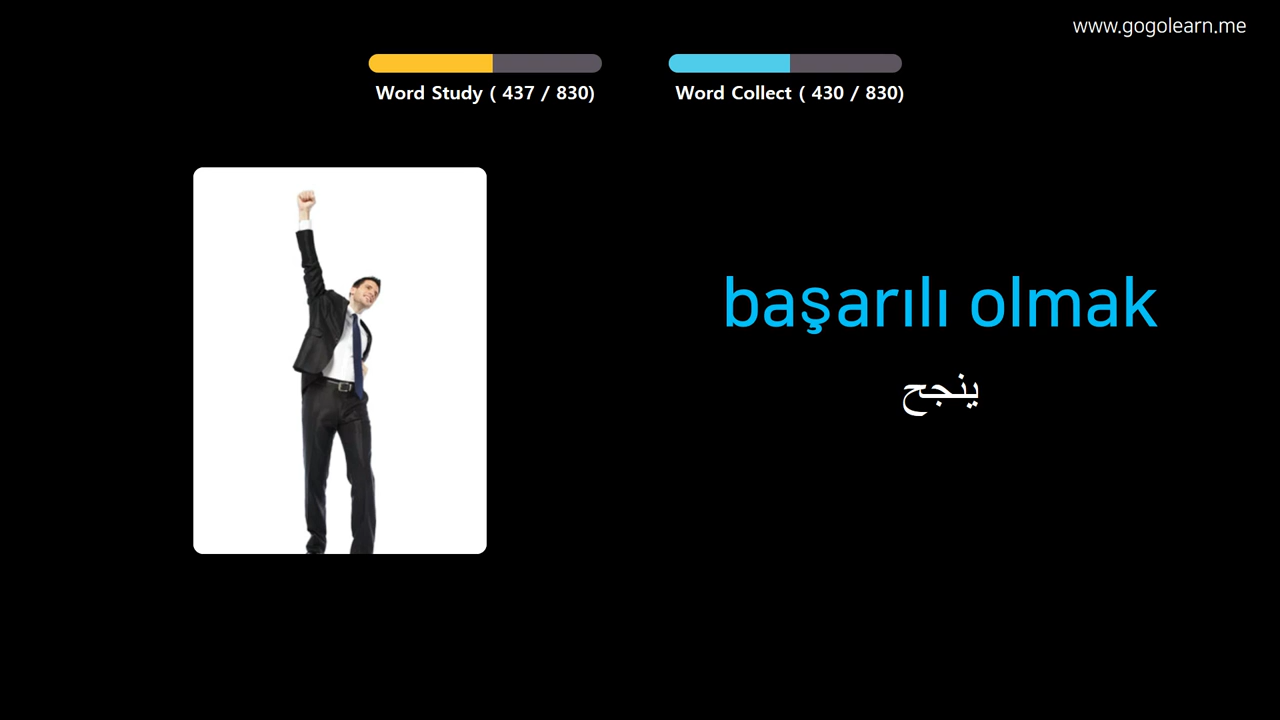 www.gogolearn.me
Word Study ( 437 / 830)
Word Collect ( 430 / 830)
başarılı olmak
ينجح